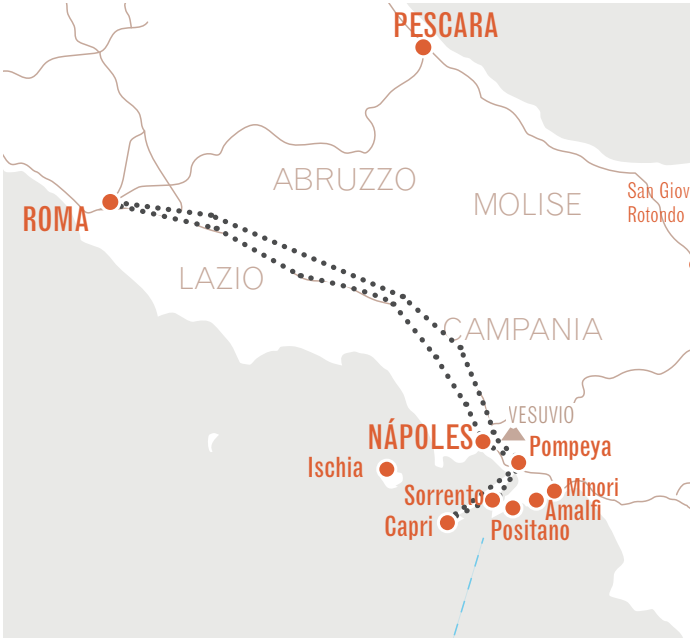 PESCARA
ABRUZZO
MOLISE
San Giov
Rotondo
ROMA
LAZIO
CAMPANIA
VESUVIO
NÁPOLES
Pompeya
Ischia
Minori
Sorrento
Amalfi
Capri
Positano